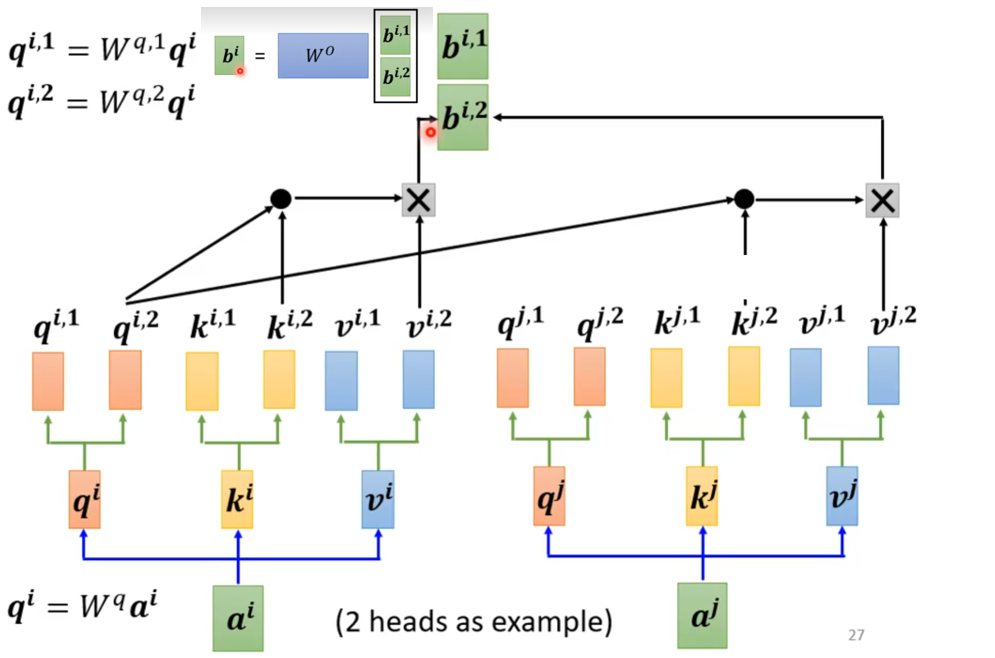 q^{i,1} = W^{q,1} q^i
q^{i,2} = W^{q,2} q^i
b^i = W^O b^{i,1}
b^{i,2}
b^{i,1}
b^{i,2}
q^{i,1} q^{i,2} k^{i,1} k^{i,2} v^{i,1} v^{i,2} q^{j,1} q^{j,2} k^{j,1} k^{j,2} v^{j,1} v^{j,2}
q^i k^i v^i q^j k^j v^j
q^i = W^q a^i
a^i
(2 heads as example)
a^j
27